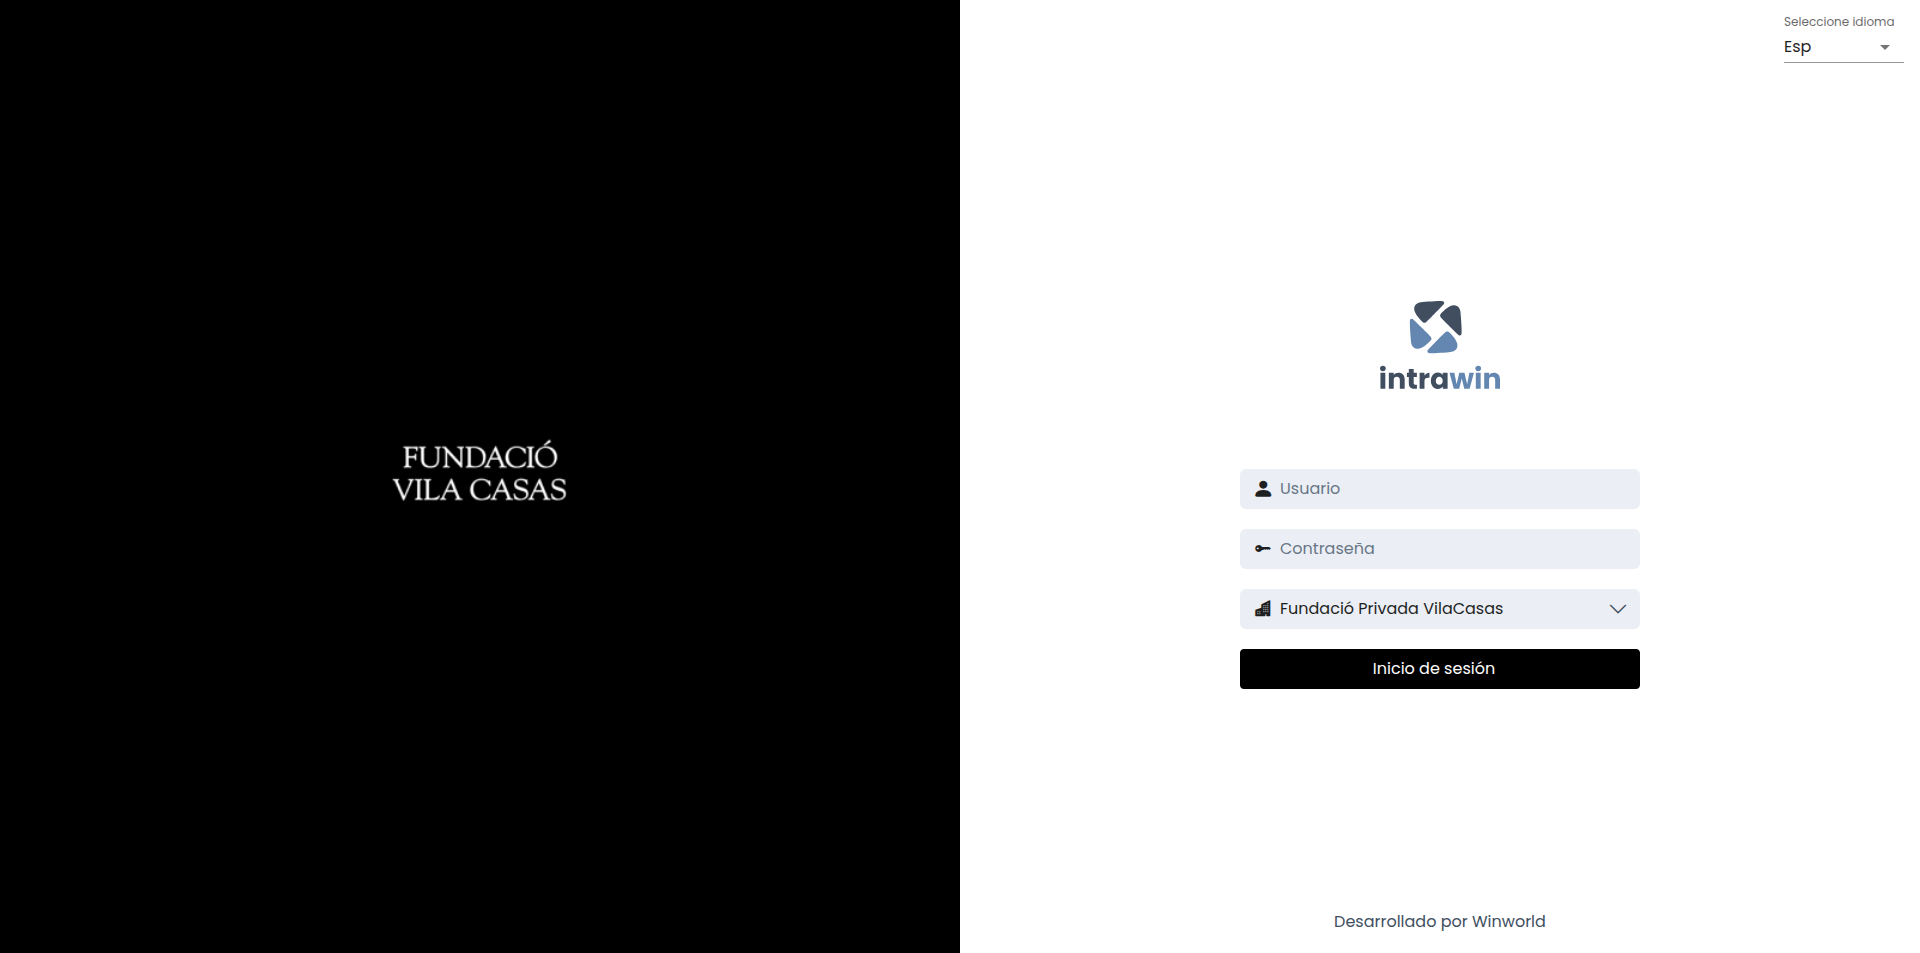 FUNDACIÓ
VILA CASAS
Seleccione idioma
Esp
intrawin
Usuario
Contraseña
Fundació Privada VilaCasas
Inicio de sesión
Desarrollado por Winworld